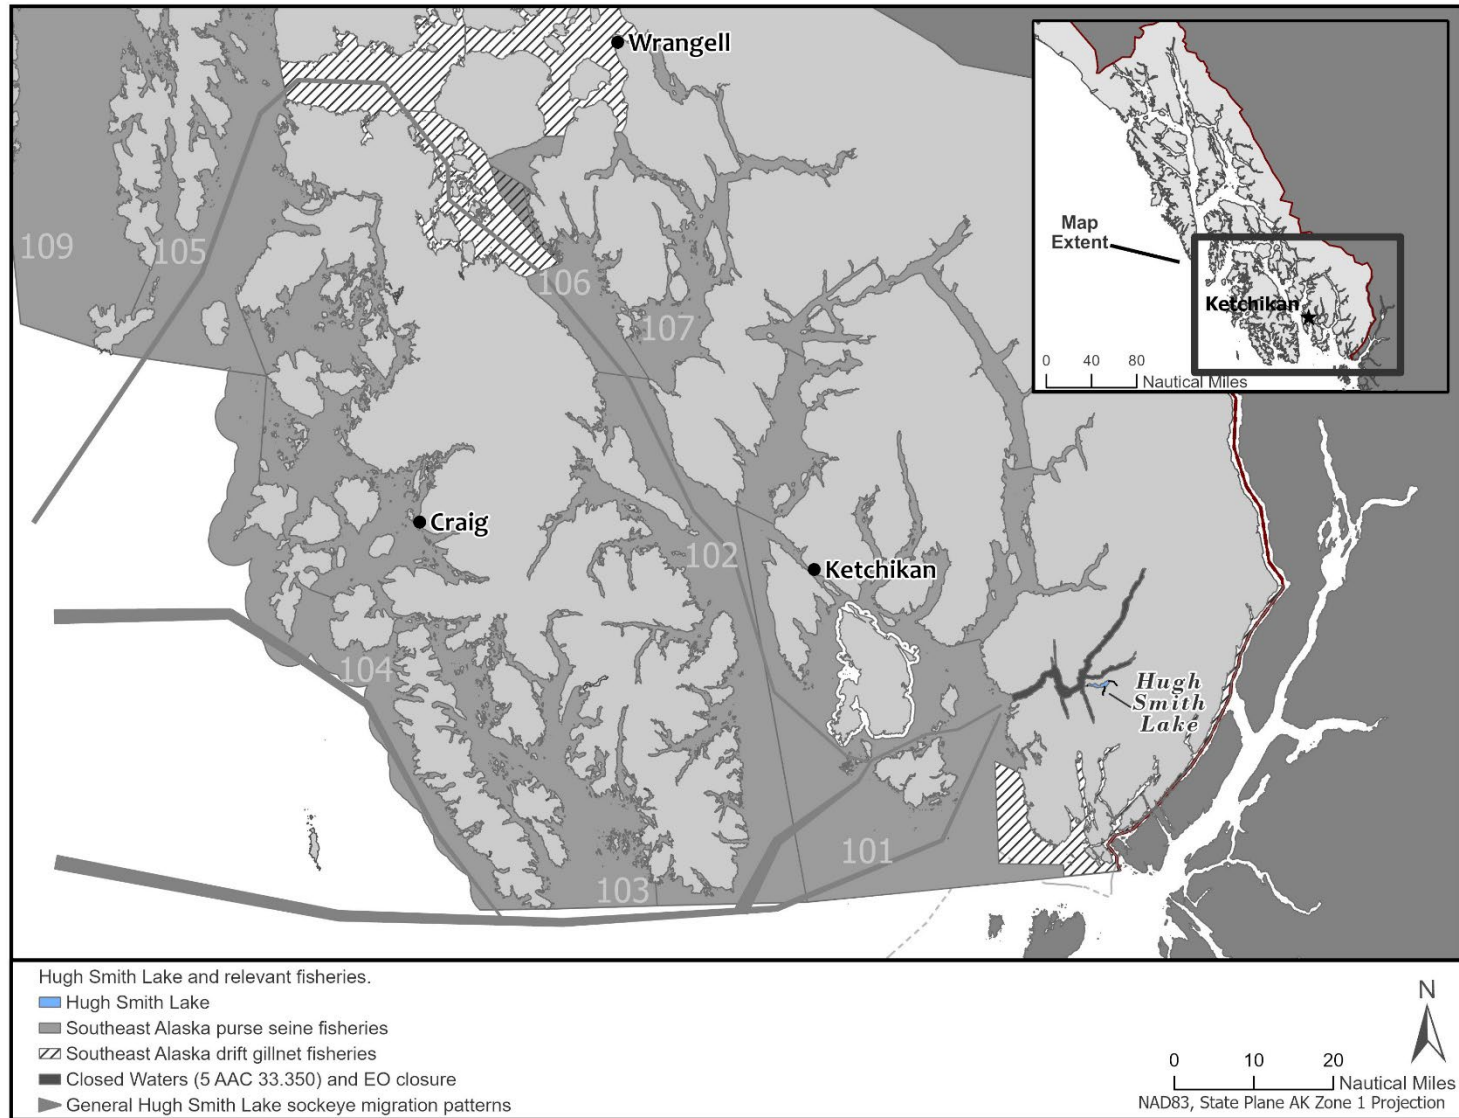 Wrangell
109
105
106
107
Craig
102
Ketchikan
104
Hugh
Smith
Lake
101
103
Map
Extent
Ketchikan
0 40 80
Nautical Miles
Hugh Smith Lake and relevant fisheries.
Hugh Smith Lake
Southeast Alaska purse seine fisheries
Southeast Alaska drift gillnet fisheries
Closed Waters (5 AAC 33.350) and EO closure
General Hugh Smith Lake sockeye migration patterns
N
0 10 20
Nautical Miles
NAD83, State Plane AK Zone 1 Projection